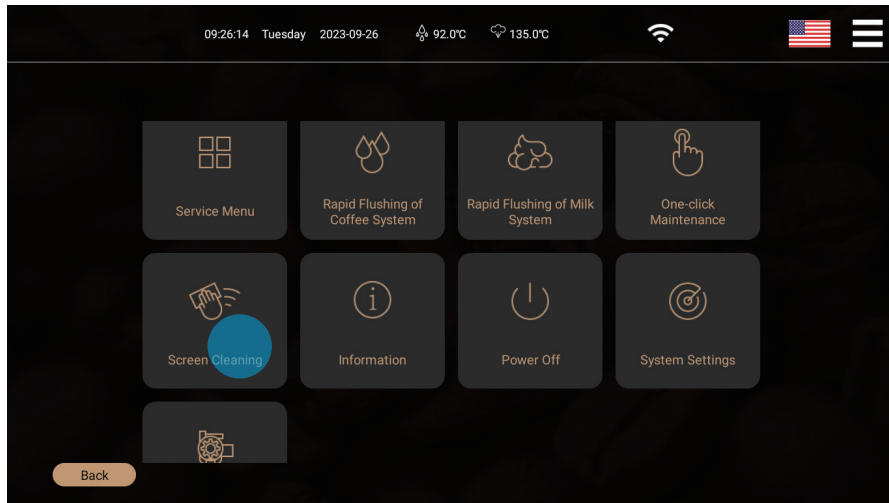 09:26:14 Tuesday 2023-09-26 92.0℃ 135.0℃
Service Menu
Rapid Flushing of
Coffee System
Rapid Flushing of Milk
System
One-click
Maintenance
Screen Cleaning
Information
Power Off
System Settings
Back